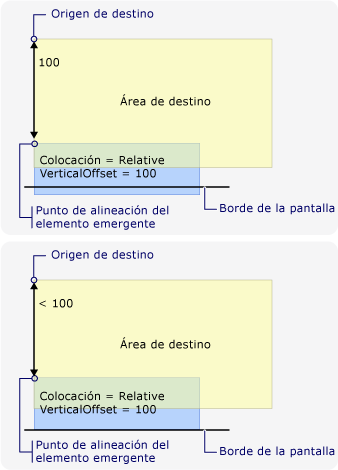 Origen de destino
100
Área de destino
Colocación = Relative
VerticalOffset = 100
Punto de alineación del
elemento emergente
Borde de la pantalla
Origen de destino
< 100
Área de destino
Colocación = Relative
VerticalOffset = 100
Punto de alineación del
elemento emergente
Borde de la pantalla